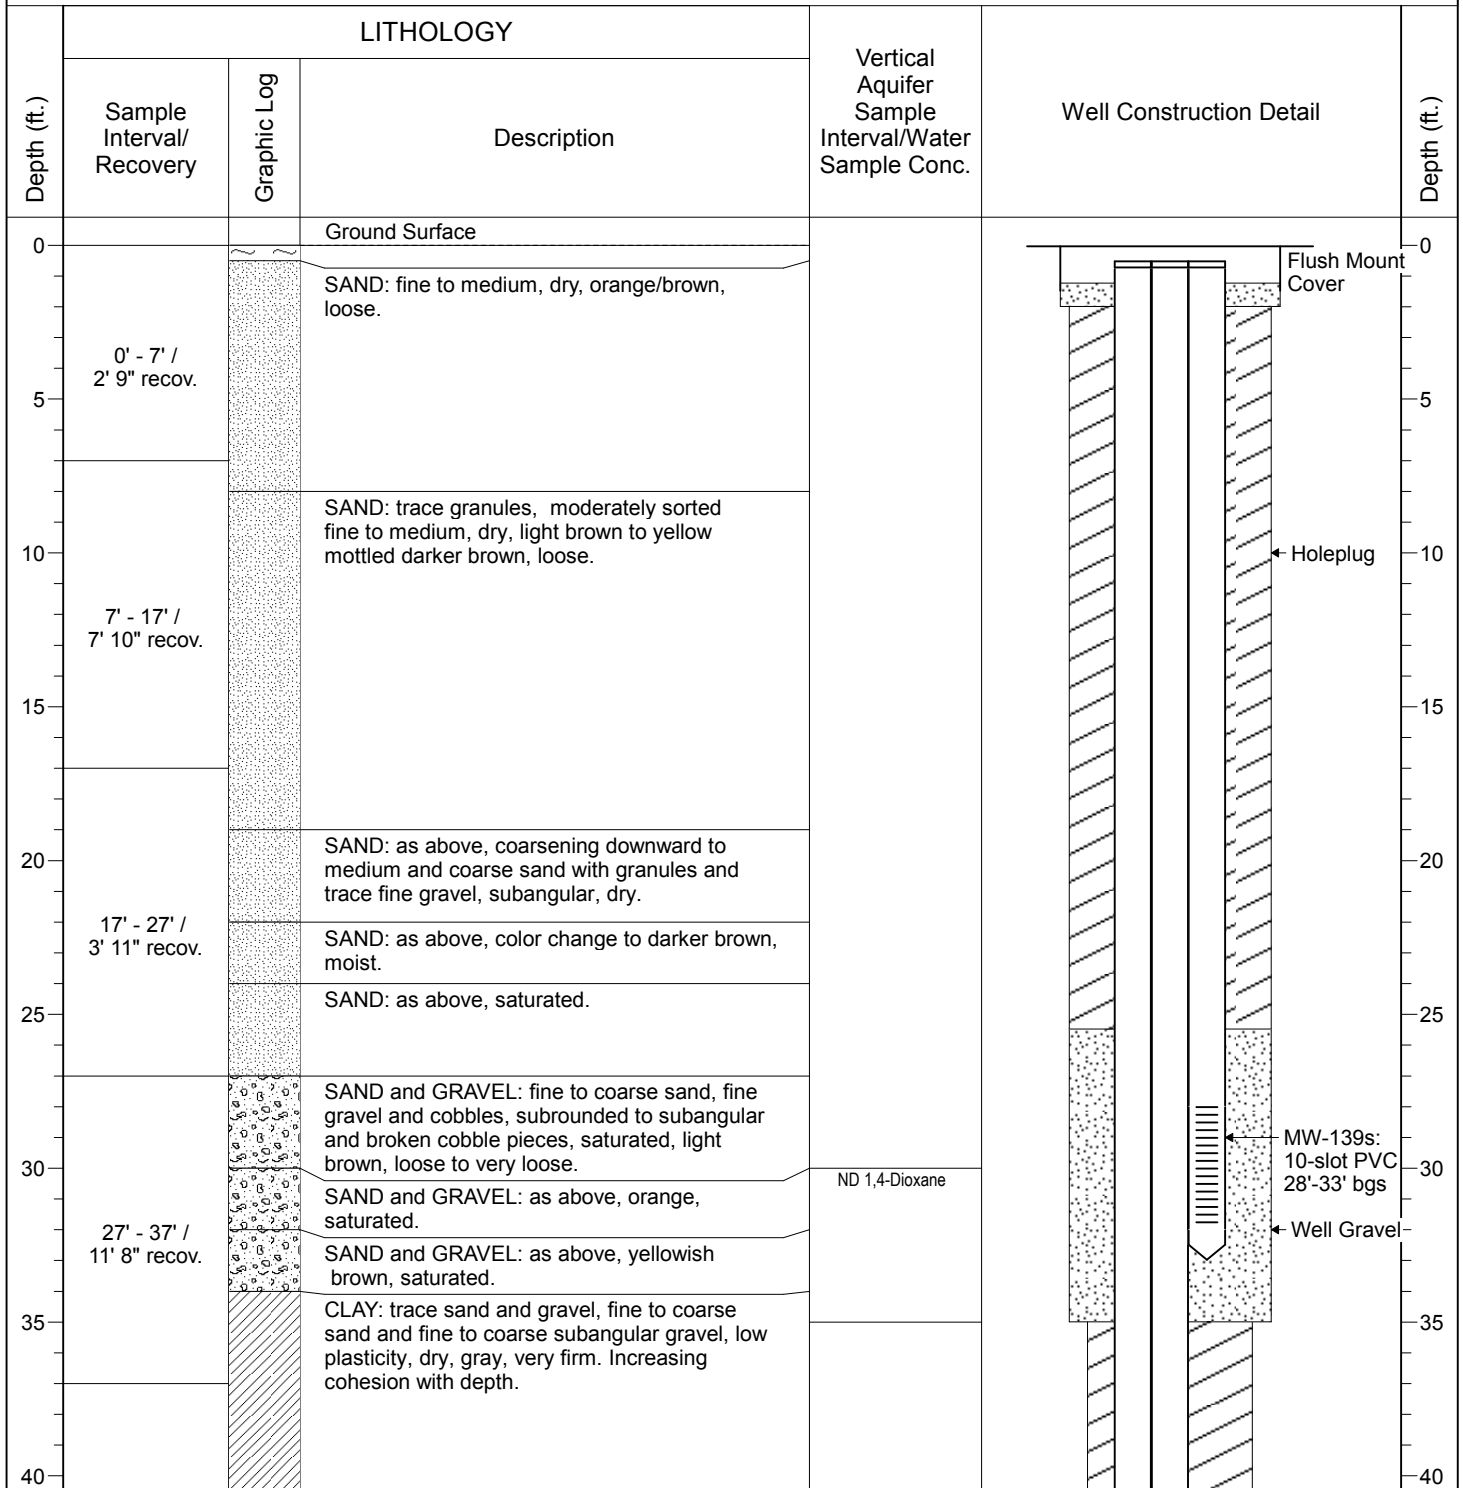 LITHOLOGY
Depth (ft.)
Sample
Interval/
Recovery
Graphic Log
Description
Vertical
Aquifer
Sample
Interval/Water
Sample Conc.
Well Construction Detail
Depth (ft.)
Ground Surface
0
0
Flush Mount
Cover
SAND: fine to medium, dry, orange/brown,
loose.
0' - 7' /
2' 9" recov.
5
5
SAND: trace granules, moderately sorted
fine to medium, dry, light brown to yellow
mottled darker brown, loose.
10
Holeplug
10
7' - 17' /
7' 10" recov.
15
15
SAND: as above, coarsening downward to
medium and coarse sand with granules and
trace fine gravel, subangular, dry.
20
20
17' - 27' /
3' 11" recov.
SAND: as above, color change to darker brown,
moist.
SAND: as above, saturated.
25
25
SAND and GRAVEL: fine to coarse sand, fine
gravel and cobbles, subrounded to subangular
and broken cobble pieces, saturated, light
brown, loose to very loose.
MW-139s:
10-slot PVC
28'-33' bgs
30
30
ND 1,4-Dioxane
SAND and GRAVEL: as above, orange,
saturated.
27' - 37' /
11' 8" recov.
Well Gravel
SAND and GRAVEL: as above, yellowish
brown, saturated.
CLAY: trace sand and gravel, fine to coarse
sand and fine to coarse subangular gravel, low
plasticity, dry, gray, very firm. Increasing
cohesion with depth.
35
35
40
40